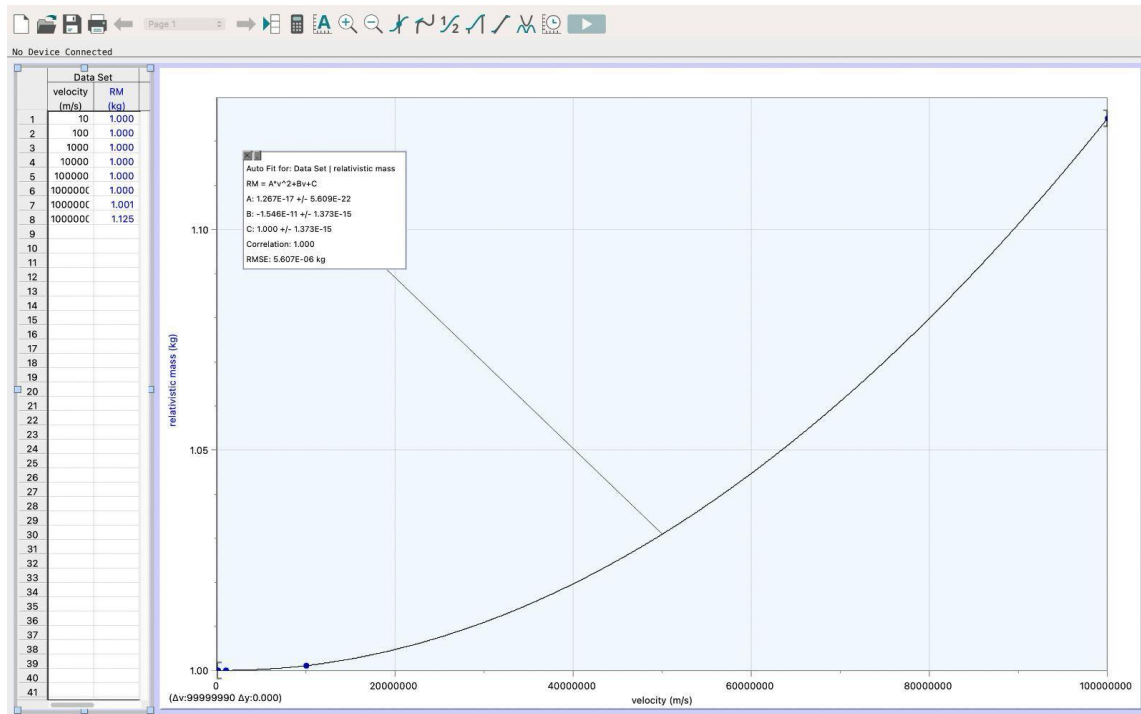 Page 1
1/2
A
No Device Connected
Data Set
velocity RM
(m/s) (kg)
1 10 1.000
2 100 1.000
3 1000 1.000
4 10000 1.000
5 100000 1.000
6 1000000 1.000
7 1000000 1.001
8 1000000 1.125
9
10
11
12
13
14
15
16
17
18
19
20
21
22
23
24
25
26
27
28
29
30
31
32
33
34
35
36
37
38
39
40
41
Auto Fit for: Data Set | relativistic mass
RM = A*v^2+Bv+C
A: 1.267E-17 +/- 5.609E-22
B: -1.546E-11 +/- 1.373E-15
C: 1.000 +/- 1.373E-15
Correlation: 1.000
RMSE: 5.607E-06 kg
relativistic mass (kg)
1.10
1.05
1.00
0 20000000 40000000 60000000 80000000 100000000
(Δv:99999990 Δy:0.000)
velocity (m/s)